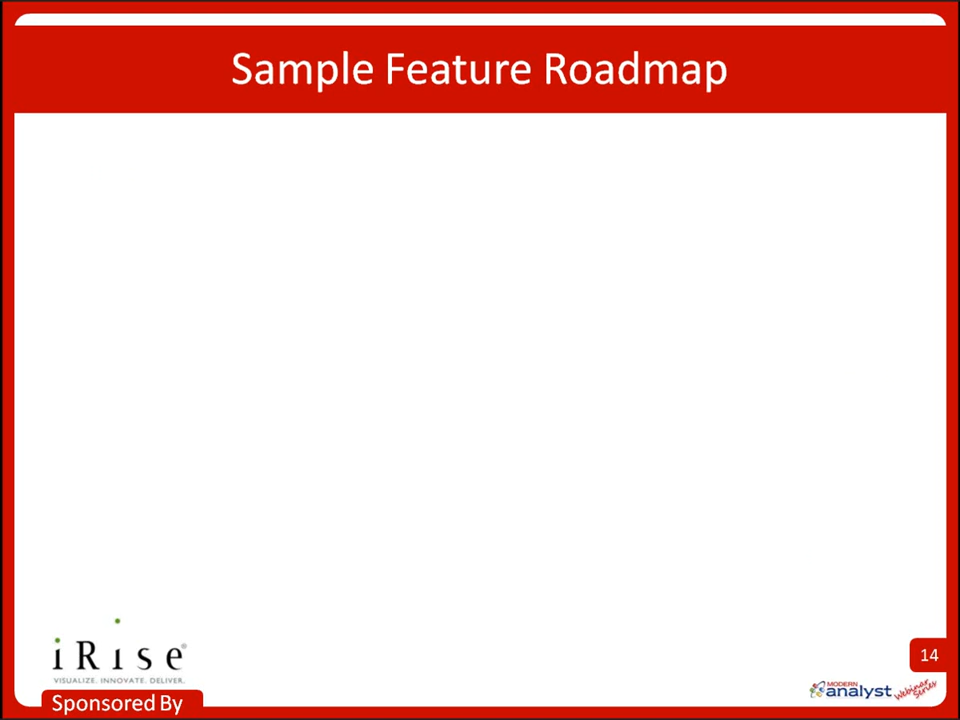 Sample Feature Roadmap
iRise®
VISUALIZE. INNOVATE. DELIVER.
Sponsored By
14
MODERN
analyst
Webinar
Series